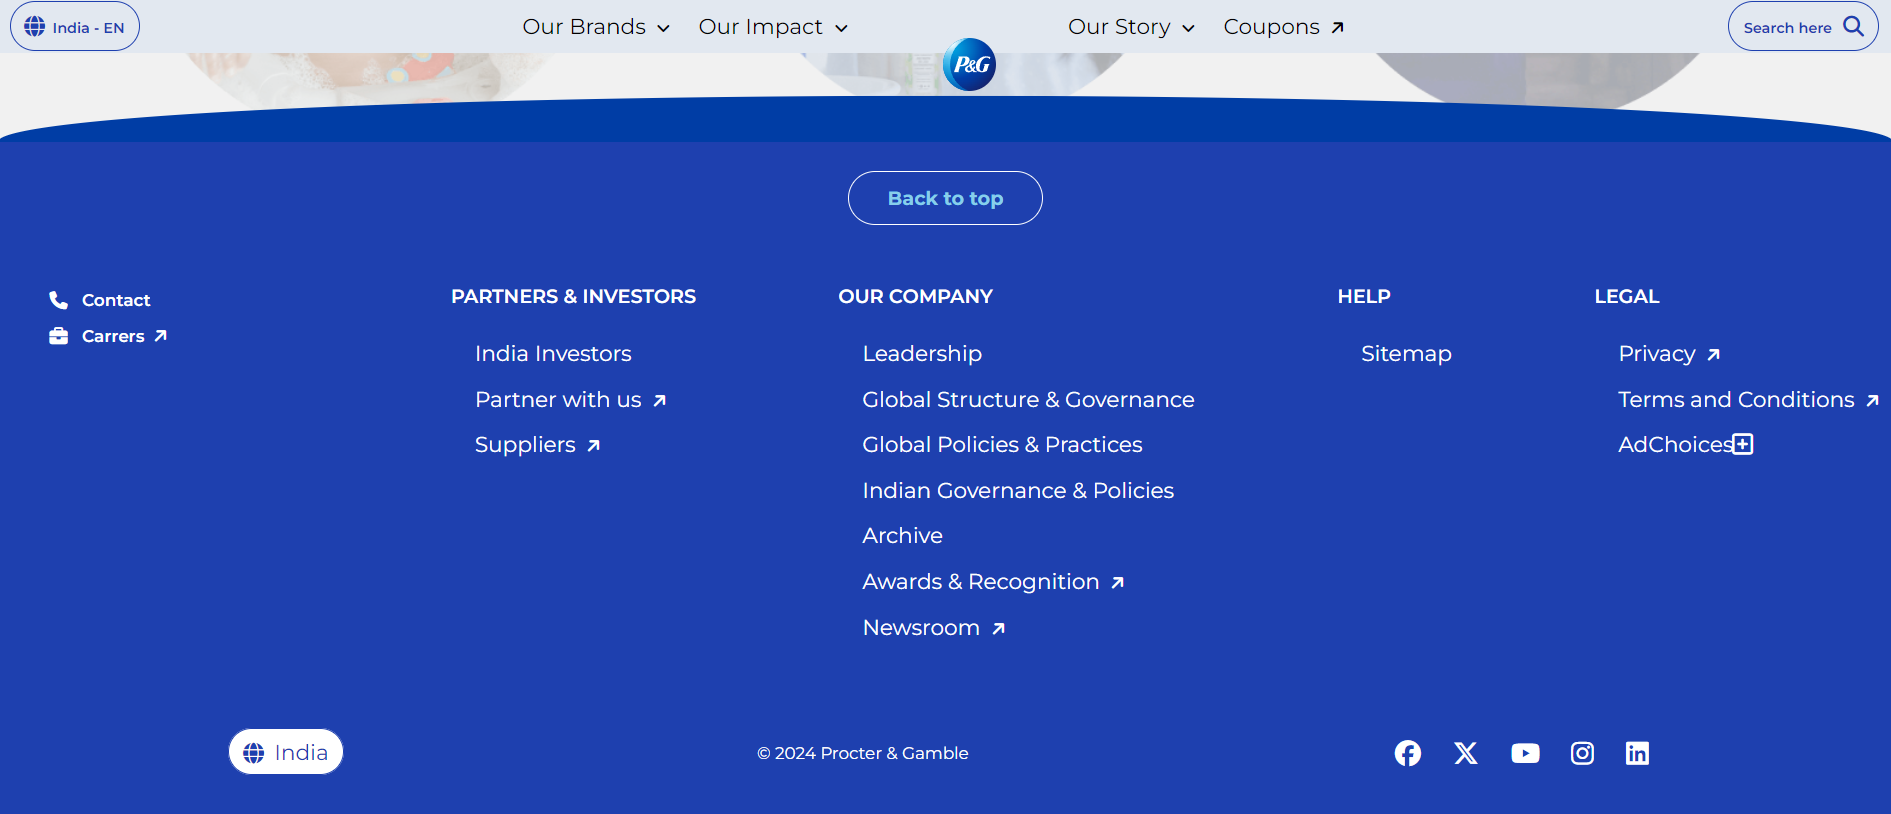 India - EN
Our Brands
Our Impact
P&G
Our Story
Coupons
Search here
Back to top
Contact
Carrers
PARTNERS & INVESTORS
India Investors
Partner with us
Suppliers
OUR COMPANY
Leadership
Global Structure & Governance
Global Policies & Practices
Indian Governance & Policies
Archive
Awards & Recognition
Newsroom
HELP
Sitemap
LEGAL
Privacy
Terms and Conditions
AdChoices
India
© 2024 Procter & Gamble